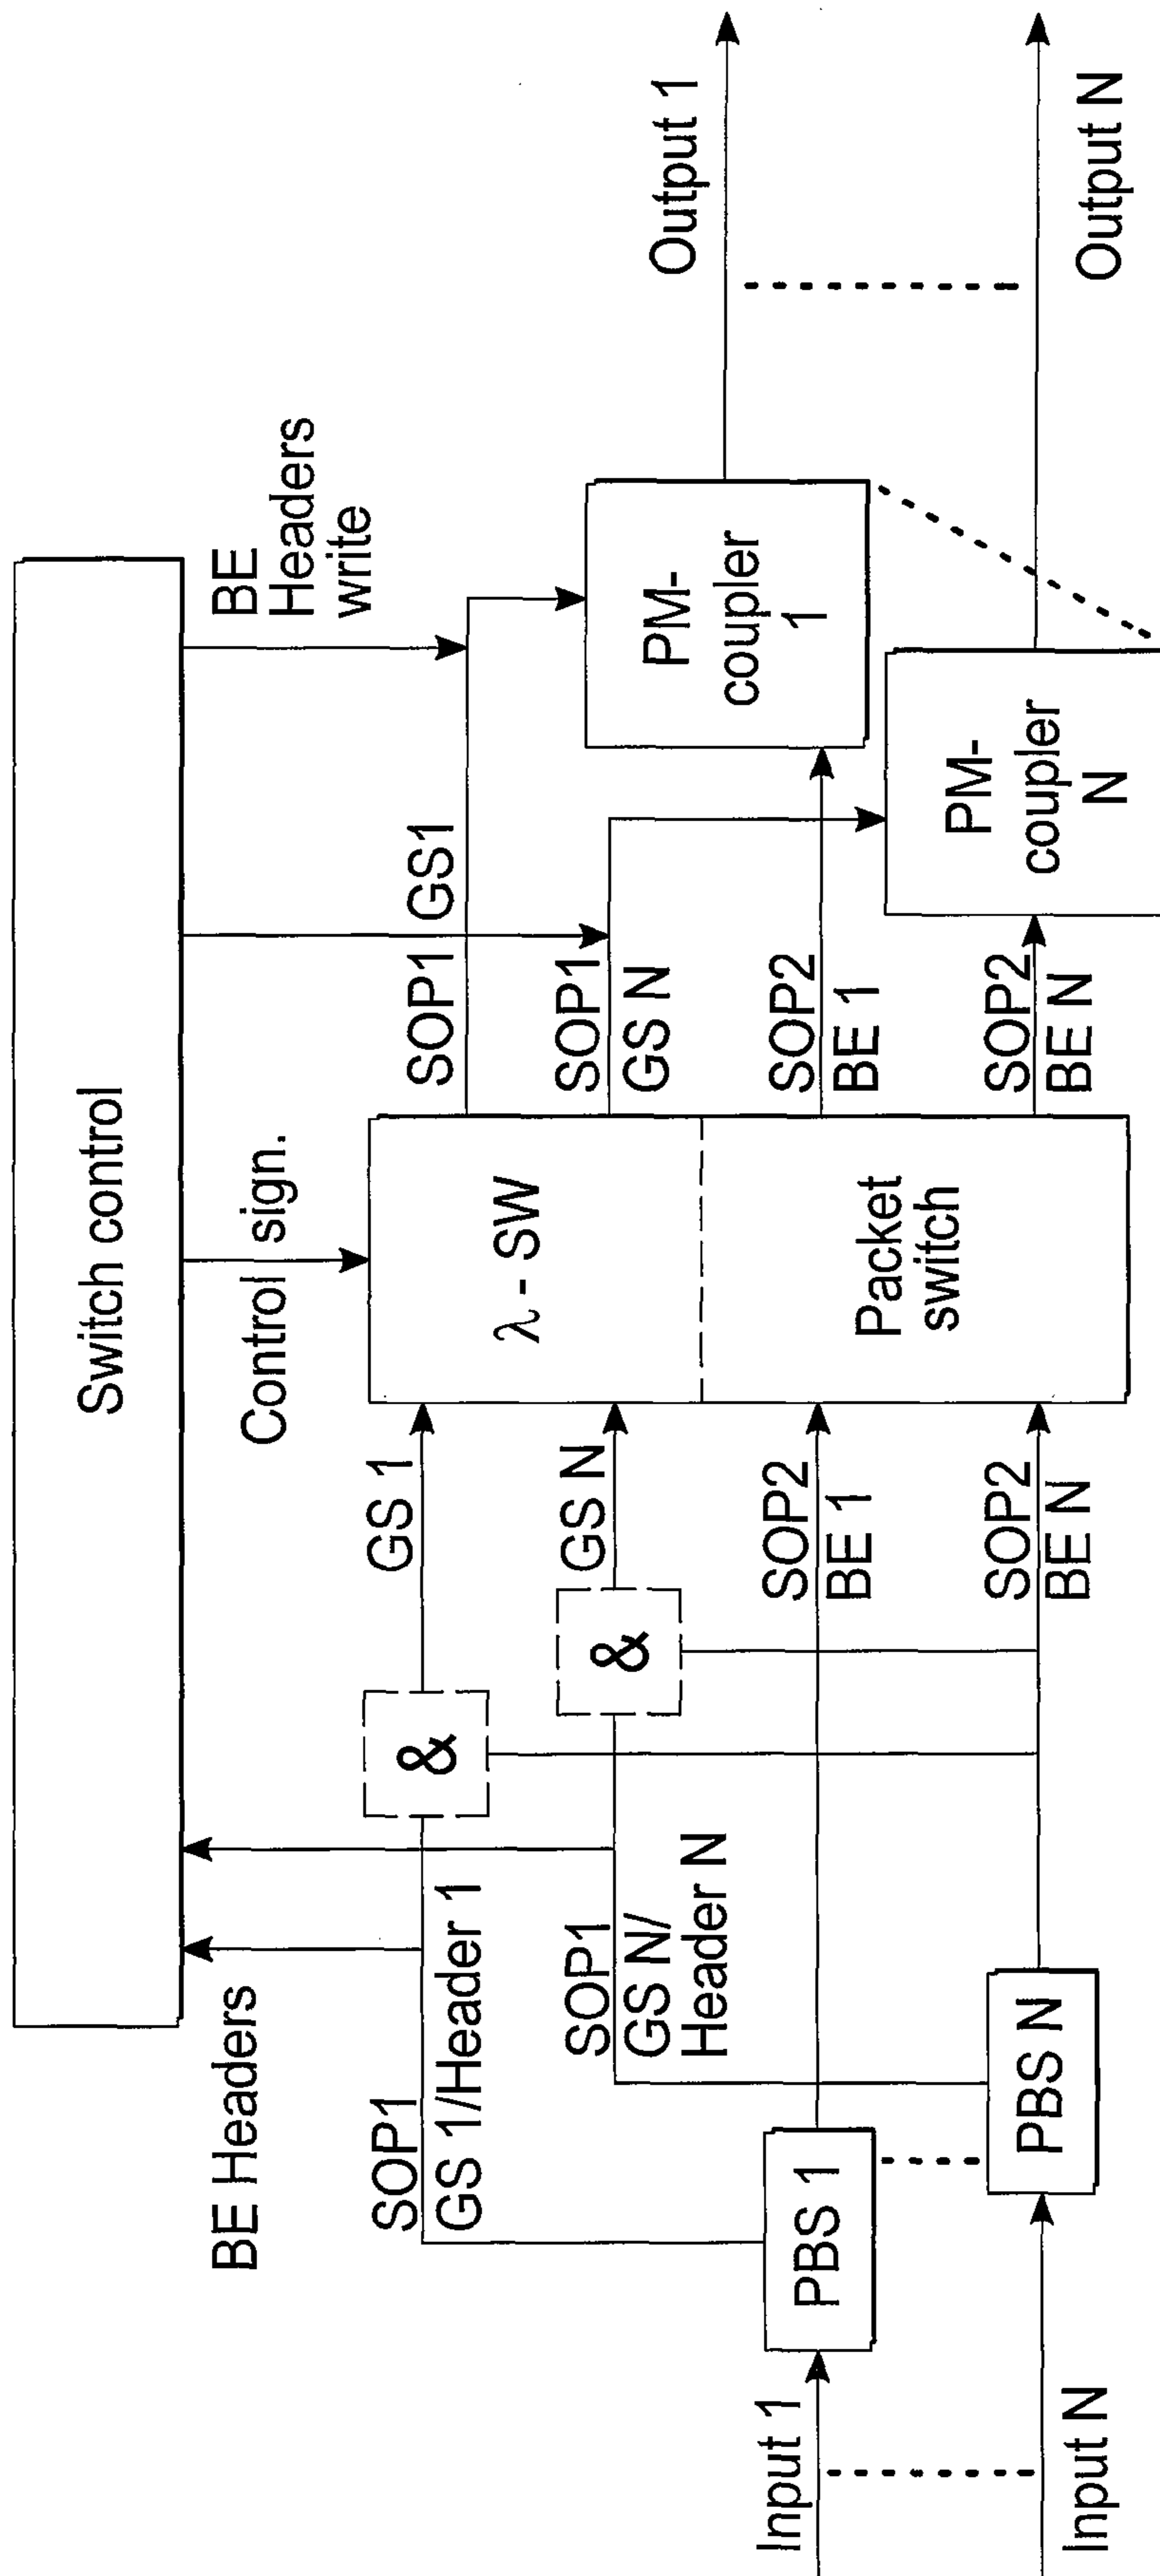 Switch control
BE Headers
Control sign.
BE
Headers
write
SOP1
GS 1/Header 1
&
GS 1
λ - SW
SOP1 GS1
SOP1
GS N/
Header N
&
GS N
SOP1
GS N
PM-
coupler
1
Output 1
Input 1
PBS 1
SOP2
BE 1
Packet
switch
SOP2
BE 1
Input N
PBS N
SOP2
BE N
SOP2
BE N
PM-
coupler
N
Output N